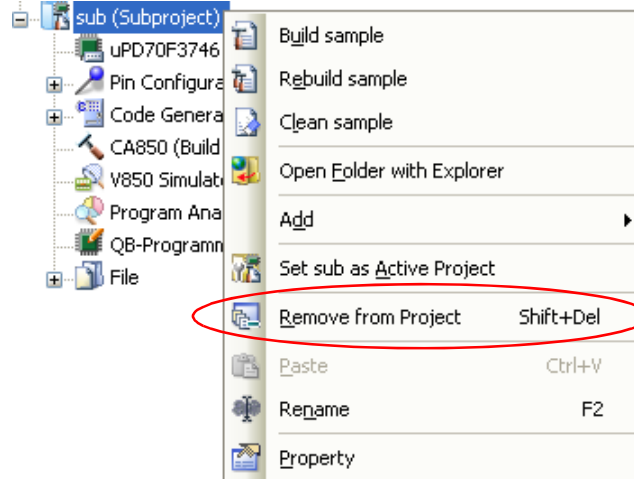 sub (Subproject)
uPD70F3746
Pin Configura
Code Genera
CA850 (Build
V850 Simulat
Program Ana
QB-Programm
File
Build sample
Rebuild sample
Clean sample
Open Folder with Explorer
Add
Set sub as Active Project
Remove from Project Shift+Del
Paste Ctrl+V
Rename F2
Property